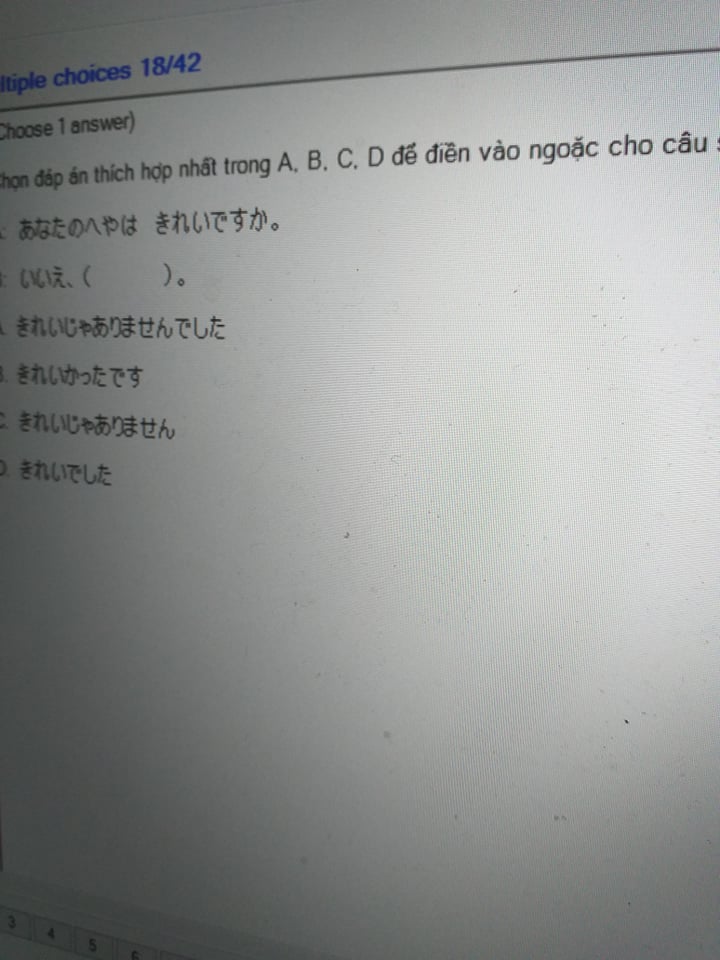 ltiple choices 18/42
Choose 1 answer)
họn đáp án thích hợp nhất trong A, B, C, D để điền vào ngoặc cho câu
: あなたのへやは きれいですか。
: いいえ、( )。
きれいじゃありませんでした
B. きれいかったです
C. きれいじゃありません
D. きれいでした
3 4 5 6